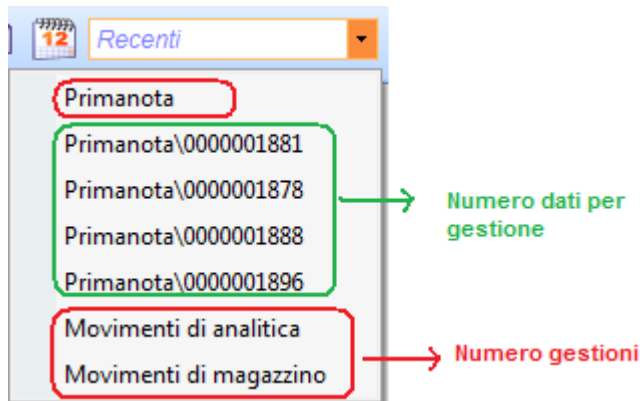 12
Recenti
Primanota
Primanota\0000001881
Primanota\0000001878
Primanota\0000001888
Primanota\0000001896
Numero dati per
gestione
Movimenti di analitica
Movimenti di magazzino
Numero gestioni